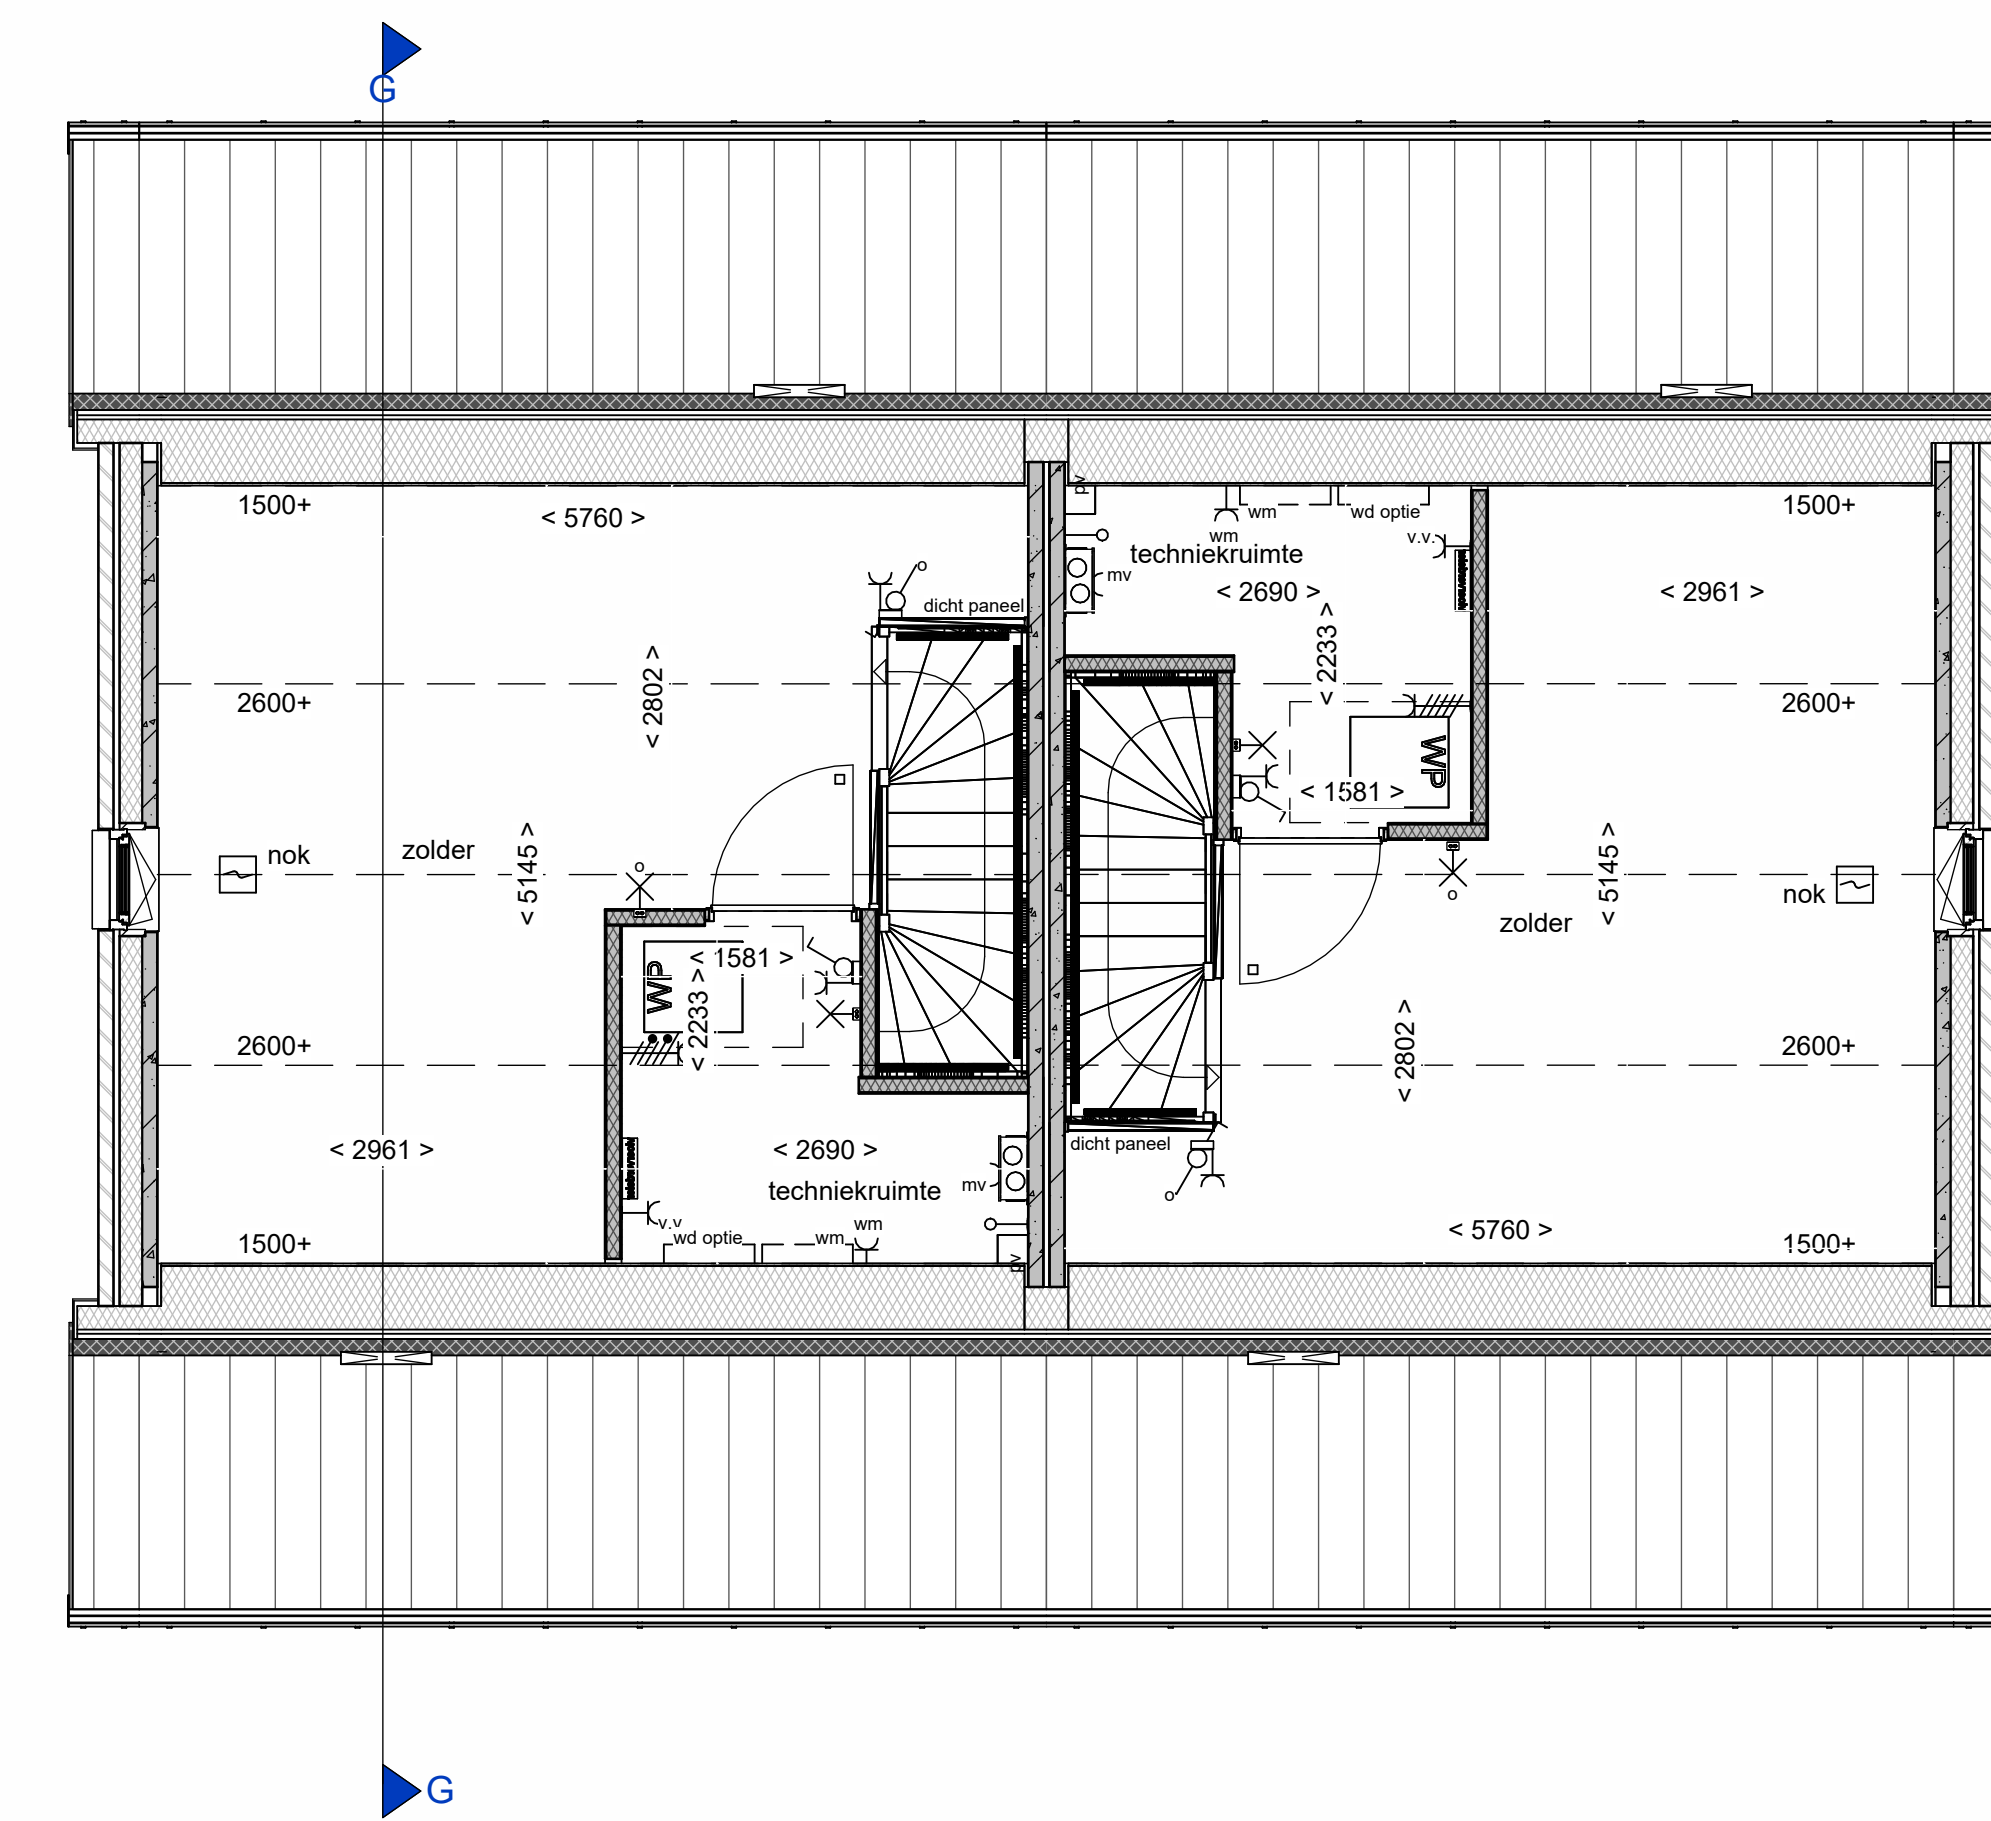 G
1500+
< 5760 >
pv
wm
wd optie
1500+
wm
v.v.
techniekruimte
o
mv
dicht paneel
< 2690 >
< 2961 >
< 2802 >
< 2233 >
2600+
2600+
WP
< 1581 >
nok
zolder
< 5145 >
o
< 5145 >
o
nok
zolder
< 1581 >
WP
< 2233 >
2600+
2600+
< 2802 >
< 2961 >
< 2690 >
dicht paneel
techniekruimte
mv
o
v.v
wd optie
wm
wm
pv
1500+
< 5760 >
1500+
G